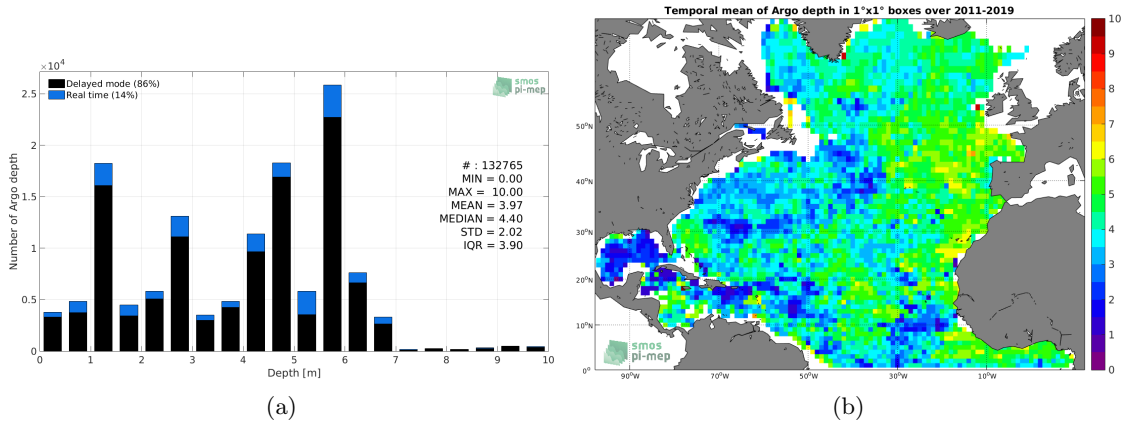 ×10⁴
Delayed mode (86%)
Real time (14%)
smos
pi-mep
# : 132765
MIN = 0.00
MAX = 10.00
MEAN = 3.97
MEDIAN = 4.40
STD = 2.02
IQR = 3.90
Number of Argo depth
2.5
2
1.5
1
0.5
0
0 1 2 3 4 5 6 7 8 9 10
Depth [m]
(a)
Temporal mean of Argo depth in 1°x1° boxes over 2011-2019
50°N
40°N
30°N
20°N
10°N
0°
90°W 70°W 50°W 30°W 10°W
smos
pi-mep
10
9
8
7
6
5
4
3
2
1
0
(b)